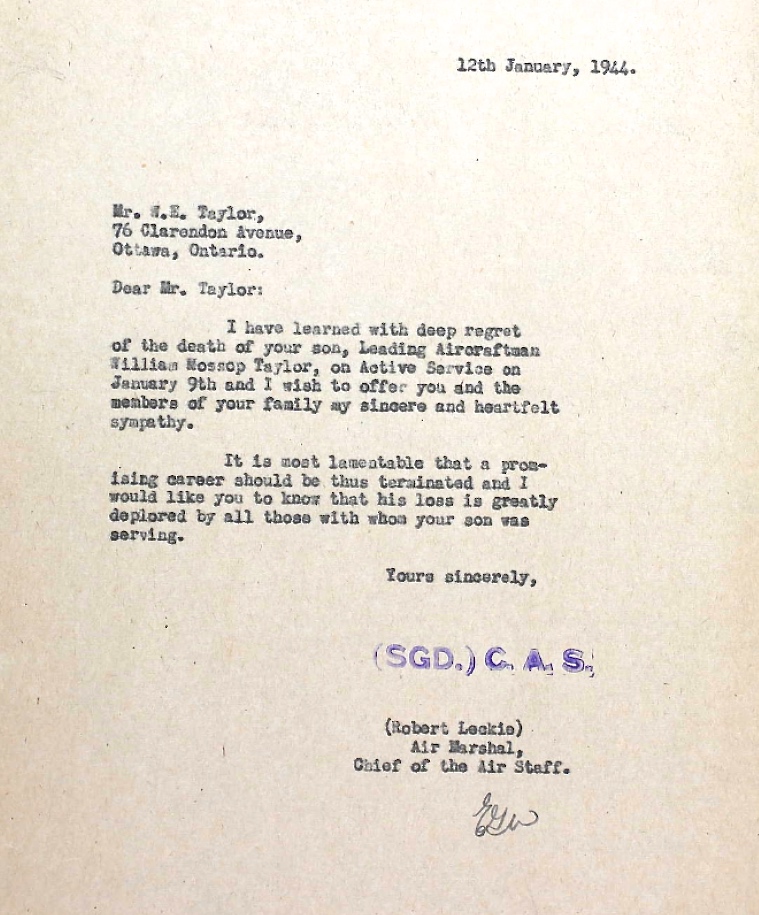 12th January, 1944.
Mr. W.E. Taylor,
76 Clarendon Avenue,
Ottawa, Ontario.
Dear Mr. Taylor:
I have learned with deep regret
of the death of your son, Leading Aircraftman
William Mossop Taylor, on Active Service on
January 9th and I wish to offer you and the
members of your family my sincere and heartfelt
sympathy.
It is most lamentable that a prom-
ising career should be thus terminated and I
would like you to know that his loss is greatly
deplored by all those with whom your son was
serving.
Yours sincerely,
(SGD.) C. A. S.
(Robert Leckie)
Air Marshal,
Chief of the Air Staff.